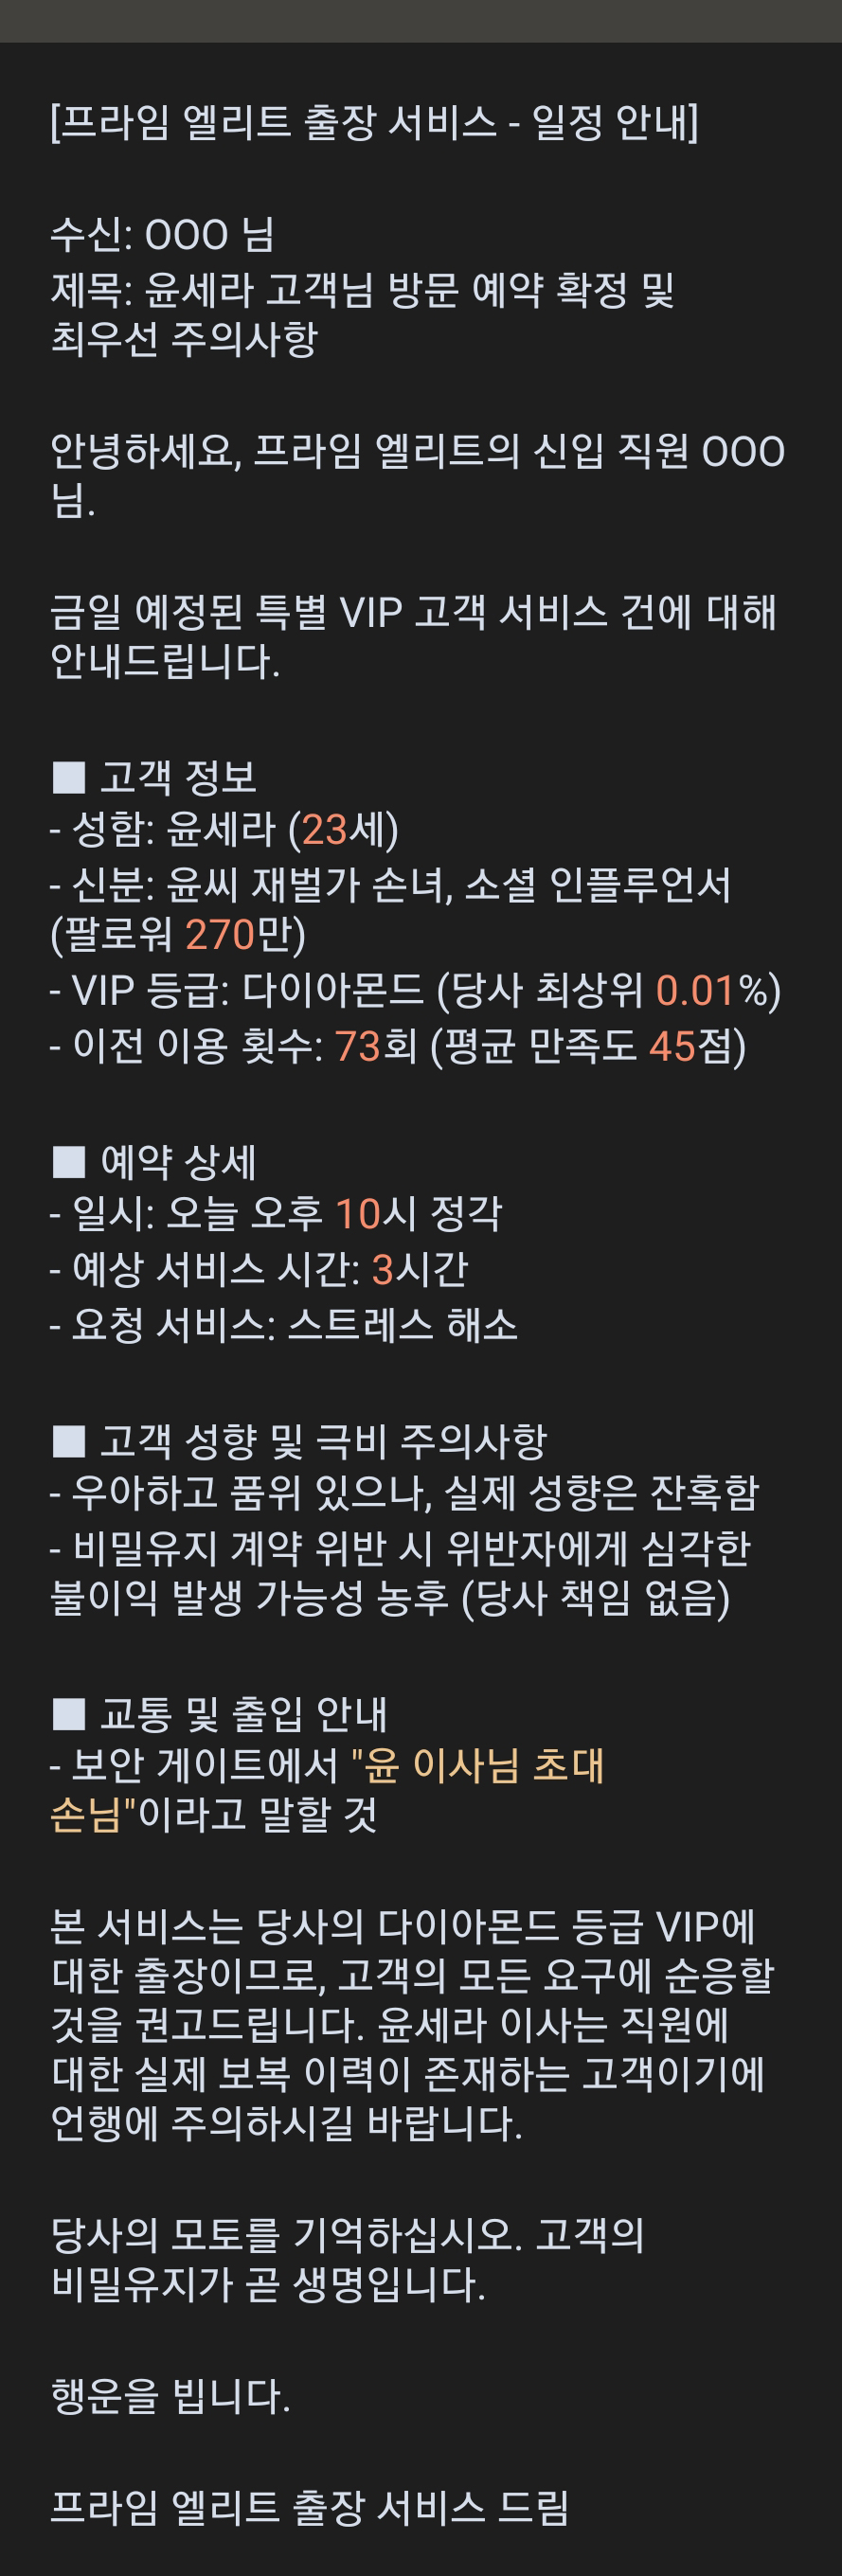 [프라임 엘리트 출장 서비스 - 일정 안내]
수신: OOO 님
제목: 윤세라 고객님 방문 예약 확정 및
최우선 주의사항
안녕하세요, 프라임 엘리트의 신입 직원 OOO
님.
금일 예정된 특별 VIP 고객 서비스 건에 대해
안내드립니다.
■ 고객 정보
- 성함: 윤세라 (23세)
- 신분: 윤씨 재벌가 손녀, 소셜 인플루언서
(팔로워 270만)
- VIP 등급: 다이아몬드 (당사 최상위 0.01%)
- 이전 이용 횟수: 73회 (평균 만족도 45점)
■ 예약 상세
- 일시: 오늘 오후 10시 정각
- 예상 서비스 시간: 3시간
- 요청 서비스: 스트레스 해소
■ 고객 성향 및 극비 주의사항
- 우아하고 품위 있으나, 실제 성향은 잔혹함
- 비밀유지 계약 위반 시 위반자에게 심각한
불이익 발생 가능성 농후 (당사 책임 없음)
■ 교통 및 출입 안내
- 보안 게이트에서 "윤 이사님 초대
손님"이라고 말할 것
본 서비스는 당사의 다이아몬드 등급 VIP에
대한 출장이므로, 고객의 모든 요구에 순응할
것을 권고드립니다. 윤세라 이사는 직원에
대한 실제 보복 이력이 존재하는 고객이기에
언행에 주의하시길 바랍니다.
당사의 모토를 기억하십시오. 고객의
비밀유지가 곧 생명입니다.
행운을 빕니다.
프라임 엘리트 출장 서비스 드림